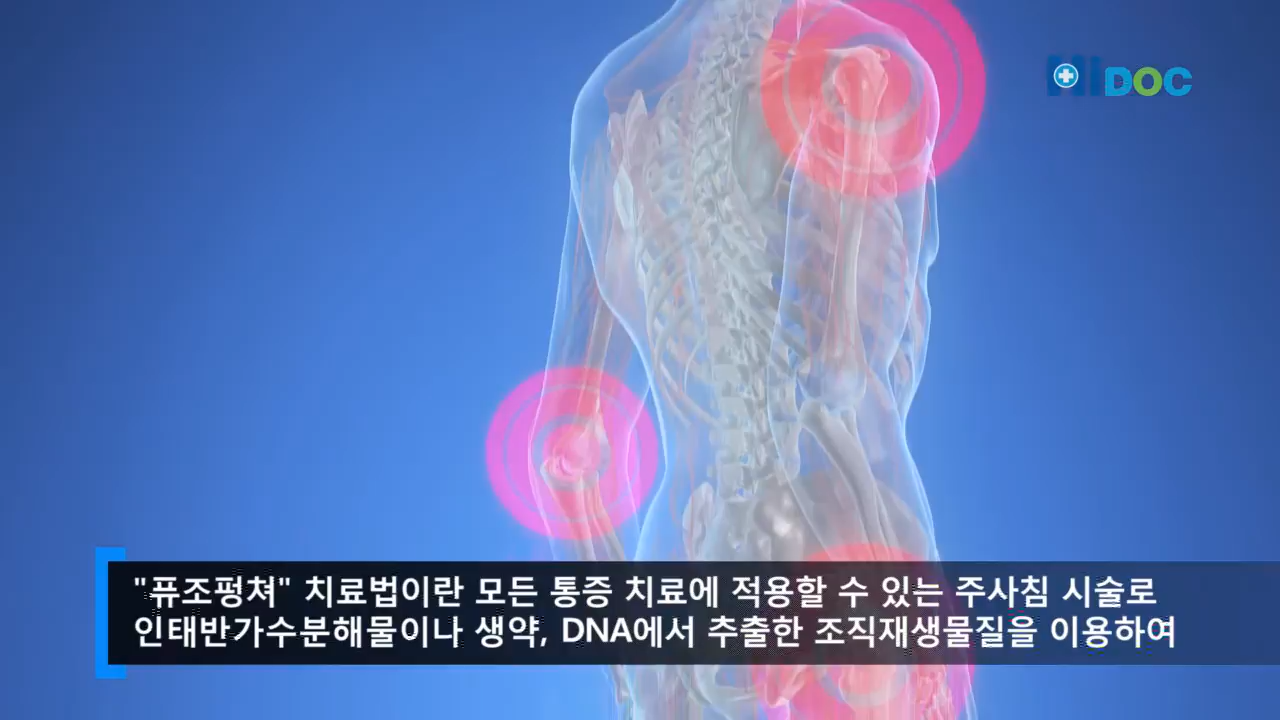 HiDOC
"퓨조펑쳐" 치료법이란 모든 통증 치료에 적용할 수 있는 주사침 시술로
인태반가수분해물이나 생약, DNA에서 추출한 조직재생물질을 이용하여